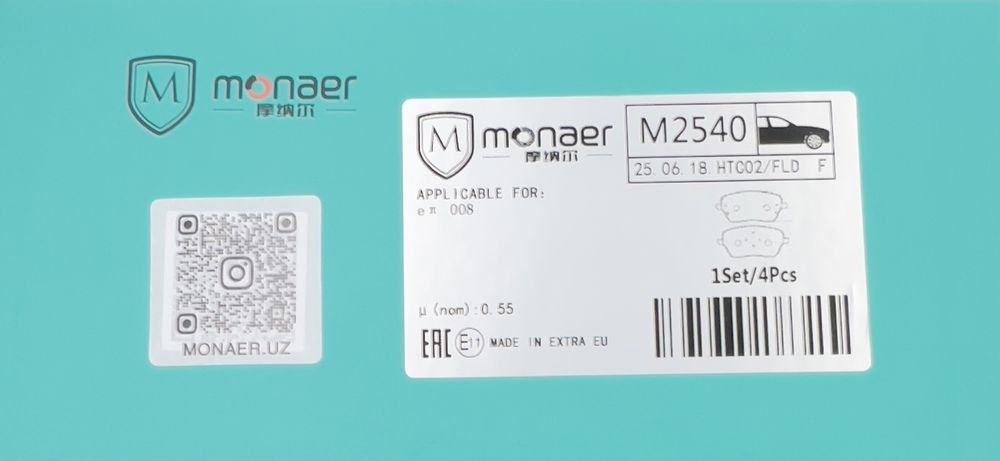 M monaer
摩纳尔
MONAER.UZ
M monaer
摩纳尔
M2540
25. 06. 18. HTC02/FLD F
APPLICABLE FOR:
eπ 008
1Set/4Pcs
μ (nom):0.55
EAC E11 MADE IN EXTRA EU